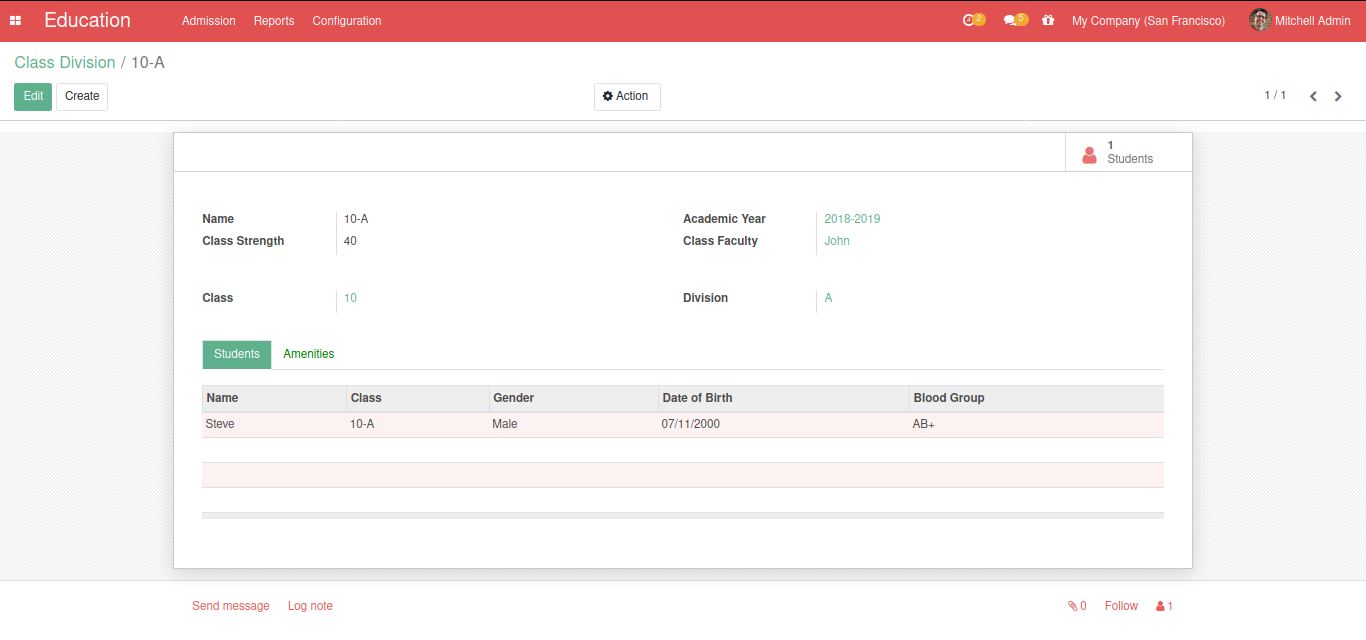 Education Admission Reports Configuration 2 5 My Company (San Francisco) Mitchell Admin
Class Division / 10-A
Edit Create Action 1 / 1
1
Students
Name 10-A Academic Year 2018-2019
Class Strength 40 Class Faculty John
Class 10 Division A
Students Amenities
Name Class Gender Date of Birth Blood Group
Steve 10-A Male 07/11/2000 AB+
Send message Log note 0 Follow 1